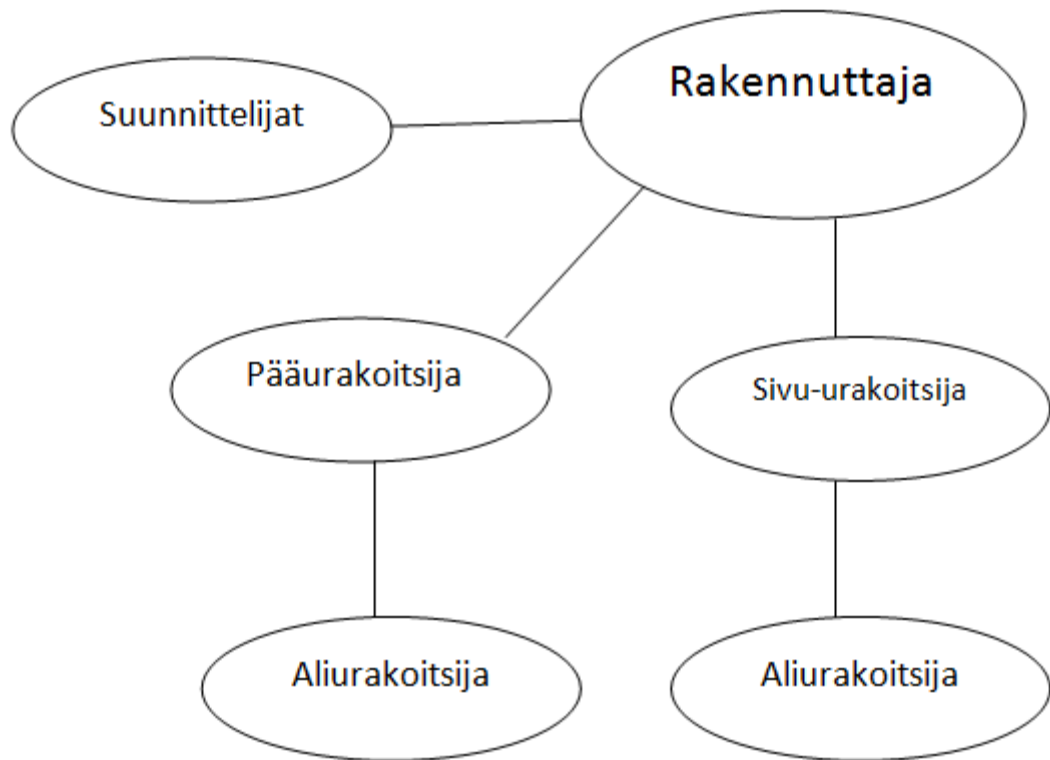 Rakennuttaja
Suunnittelijat
Pääurakoitsija
Sivu-urakoitsija
Aliurakoitsija
Aliurakoitsija